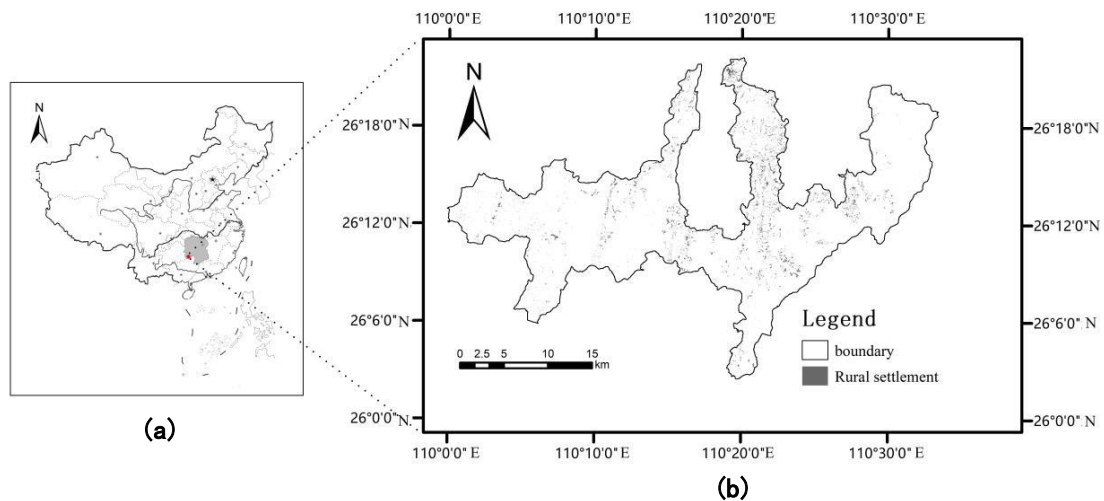 110°0'0"E 110°10'0"E 110°20'0"E 110°30'0"E
N
N
26°18'0"N 26°18'0"N
26°12'0"N 26°12'0"N
26°6'0"N 26°6'0"N
26°0'0"N 26°0'0"N
Legend
boundary
Rural settlement
0 2.5 5 10 15
km
110°0'0"E 110°10'0"E 110°20'0"E 110°30'0"E
(a)
(b)